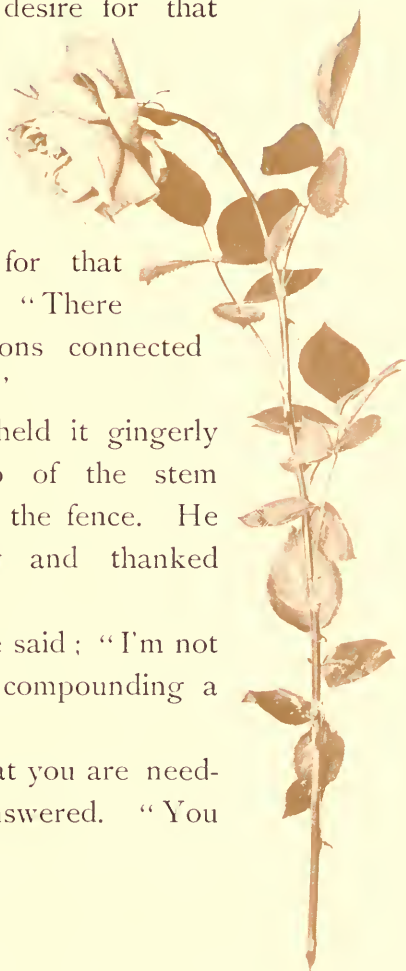 desire for that
for that
“There
ons connected
’
held it gingerly
of the stem
the fence. He
and thanked
said; “I'm not
compounding a
at you are need-
swered. “You